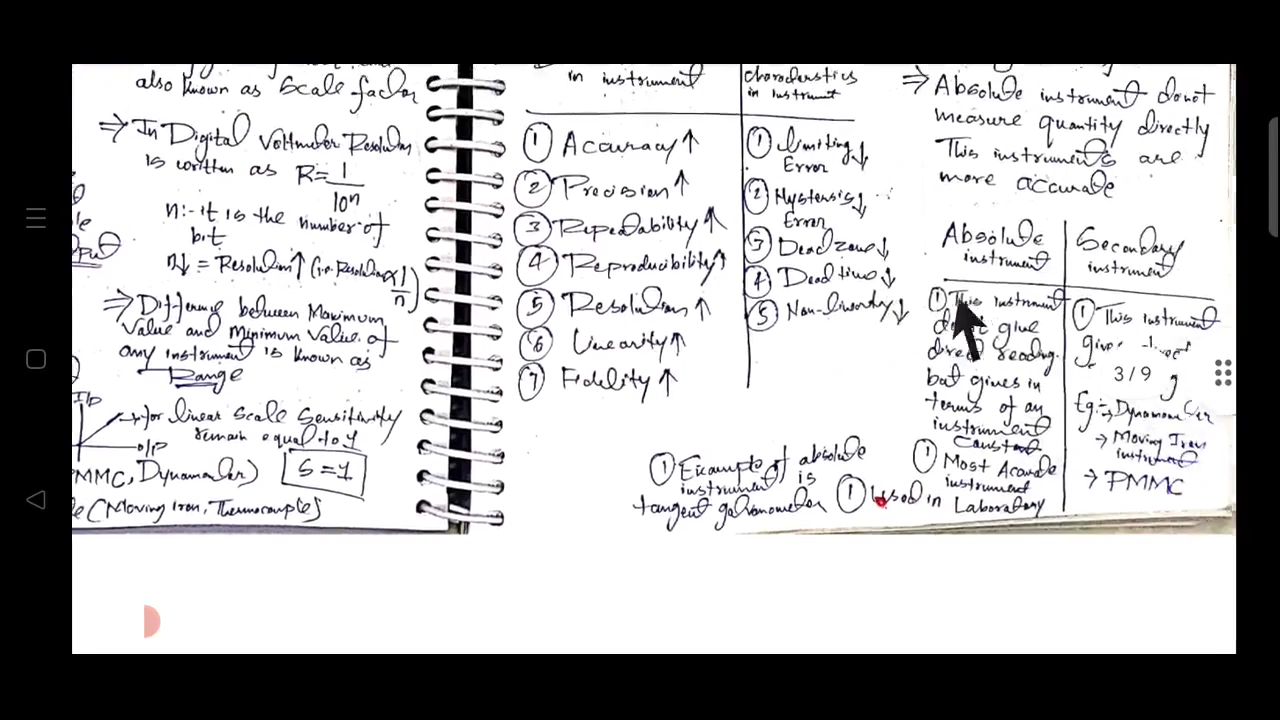 also known as Scale factor
⇒ In Digital Voltmeter Resolution
is written as R = 1/10n
n:- it is the number of
bit
n↓ = Resolution↑ (i.e. Resolution ∝ 1/n)
⇒ Difference between Maximum
Value and Minimum Value of
any instrument is known as
Range
I/P
→ for linear scale Sensitivity
remain equal to 1
O/P
PMMC, Dynamometer)
S = 1
(Moving Iron, Thermocouple)
in instrument
① Accuracy ↑
② Precision ↑
③ Repeatability ↑
④ Reproducibility ↑
⑤ Resolution ↑
⑥ Linearity ↑
⑦ Fidelity ↑
characteristics
in instrument
① limiting
Error ↓
② Hystersis ↓
Error
③ Dead zone ↓
④ Dead time ↓
⑤ Non-linearity ↓
① Example of absolute
instrument is
tangent galvanometer
① used in
Laboratory
⇒ Absolute instrument donot
measure quantity directly
This instruments are
more accurate
Absolute
instrument
① This instrument
give
direct reading
but gives in
terms of an
instrument
Constant
① Most Accurate
instrument
Secondary
instrument
① This instrument
Eg:→ Dynamometer
→ Moving Iron
instrument
→ PMMC
3/9